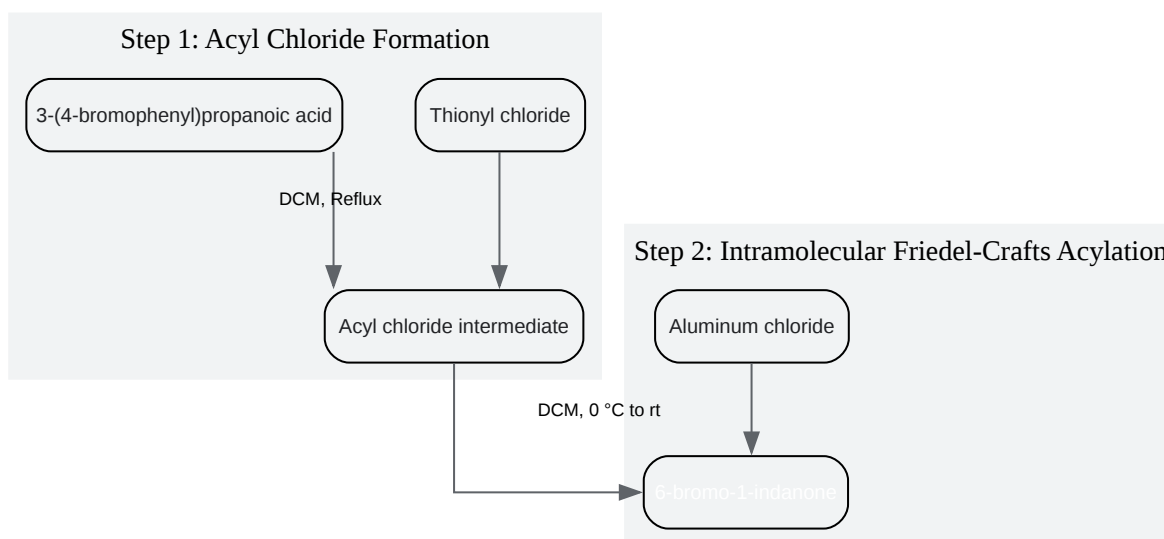 Step 1: Acyl Chloride Formation
3-(4-bromophenyl)propanoic acid
Thionyl chloride
DCM, Reflux
Acyl chloride intermediate
Step 2: Intramolecular Friedel-Crafts Acylation
Aluminum chloride
DCM, 0 °C to rt
6-bromo-1-indanone